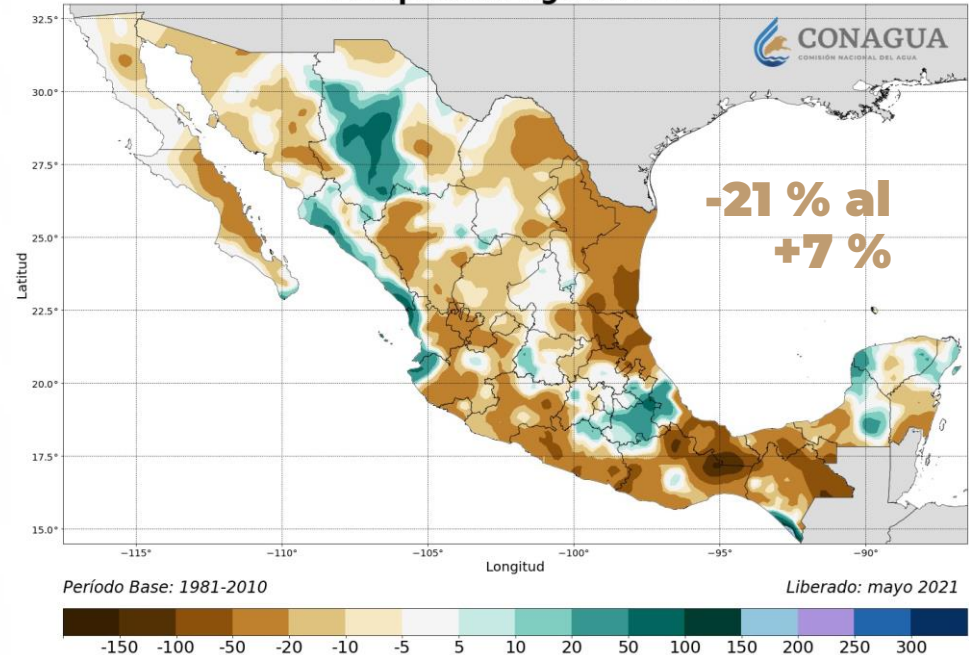 CONAGUA
COMISIÓN NACIONAL DEL AGUA
-21 % al
+7 %
32.5°
30.0°
27.5°
25.0°
22.5°
20.0°
17.5°
15.0°
Latitud
−115° −110° −105° −100° −95° −90°
Longitud
Período Base: 1981-2010 Liberado: mayo 2021
-150 -100 -50 -20 -10 -5 5 10 20 50 100 150 200 250 300